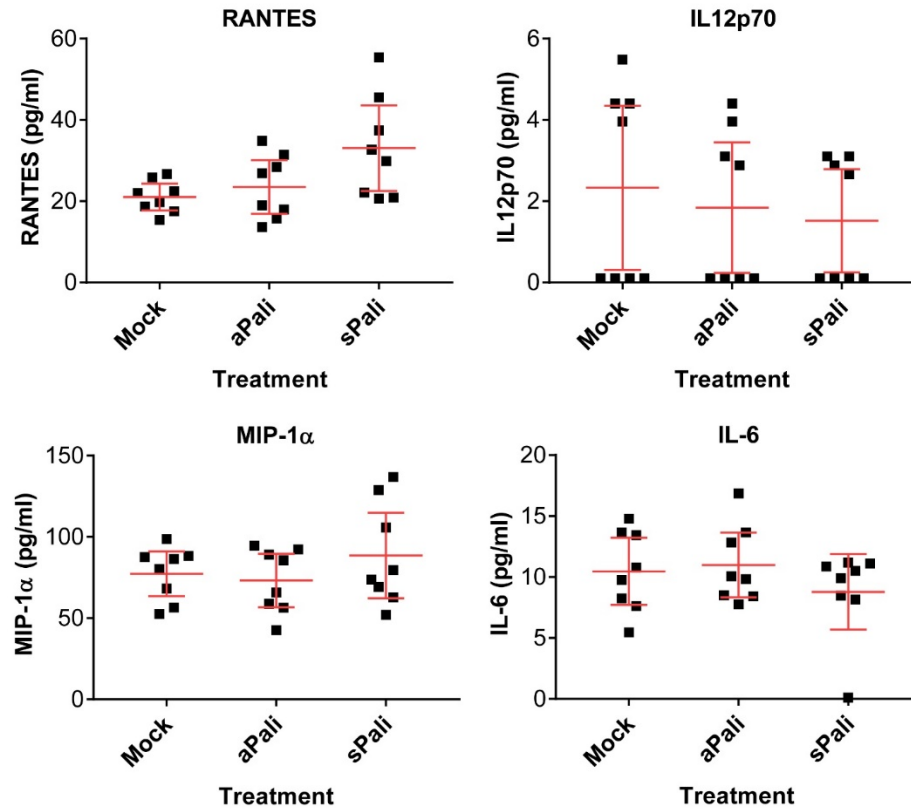 RANTES
RANTES (pg/ml)
60
40
20
0
Mock
aPali
sPali
Treatment
IL12p70
IL12p70 (pg/ml)
6
4
2
0
Mock
aPali
sPali
Treatment
MIP-1α
MIP-1α (pg/ml)
150
100
50
0
Mock
aPali
sPali
Treatment
IL-6
IL-6 (pg/ml)
20
15
10
5
0
Mock
aPali
sPali
Treatment